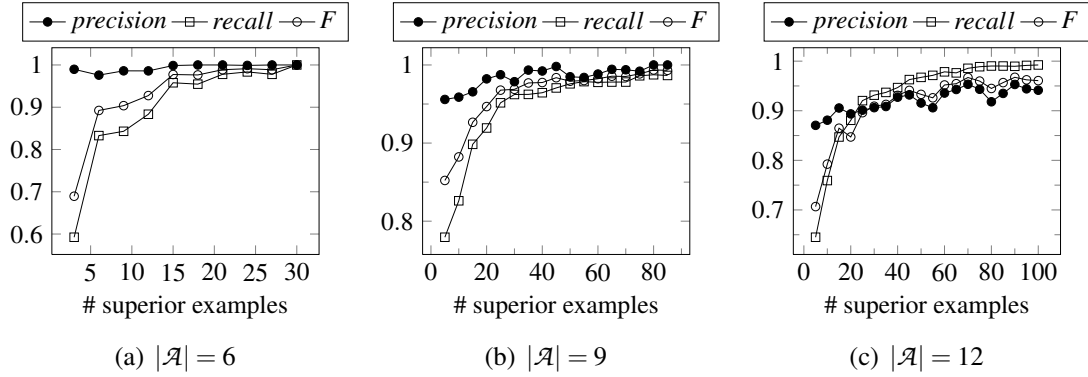 precision recall F
precision recall F
precision recall F
1
0.9
0.8
0.7
0.6
5 10 15 20 25 30
# superior examples
(a) |A| = 6
1
0.9
0.8
0 20 40 60 80
# superior examples
(b) |A| = 9
1
0.9
0.8
0.7
0 20 40 60 80 100
# superior examples
(c) |A| = 12